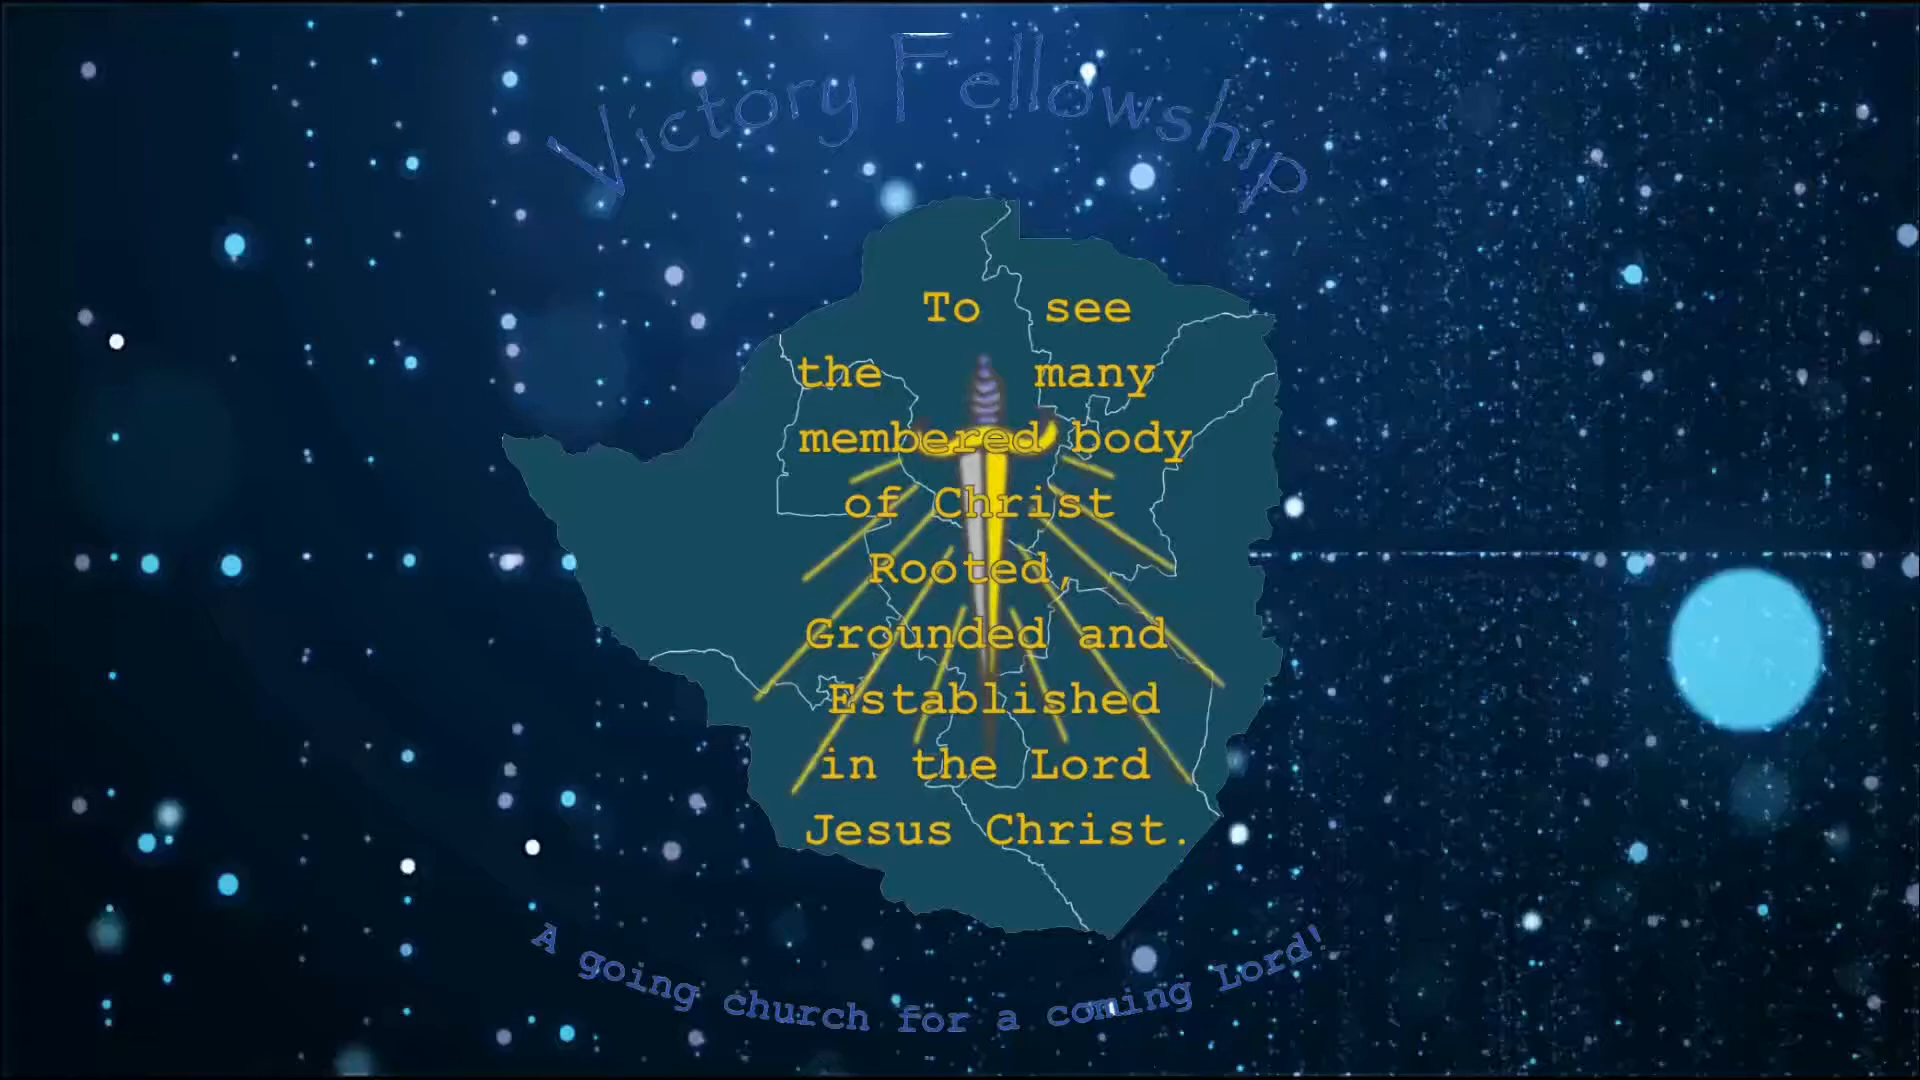 Victory Fellowship
To see
the many
membered body
of Christ
Rooted,
Grounded and
Established
in the Lord
Jesus Christ.
A going church for a coming Lord!